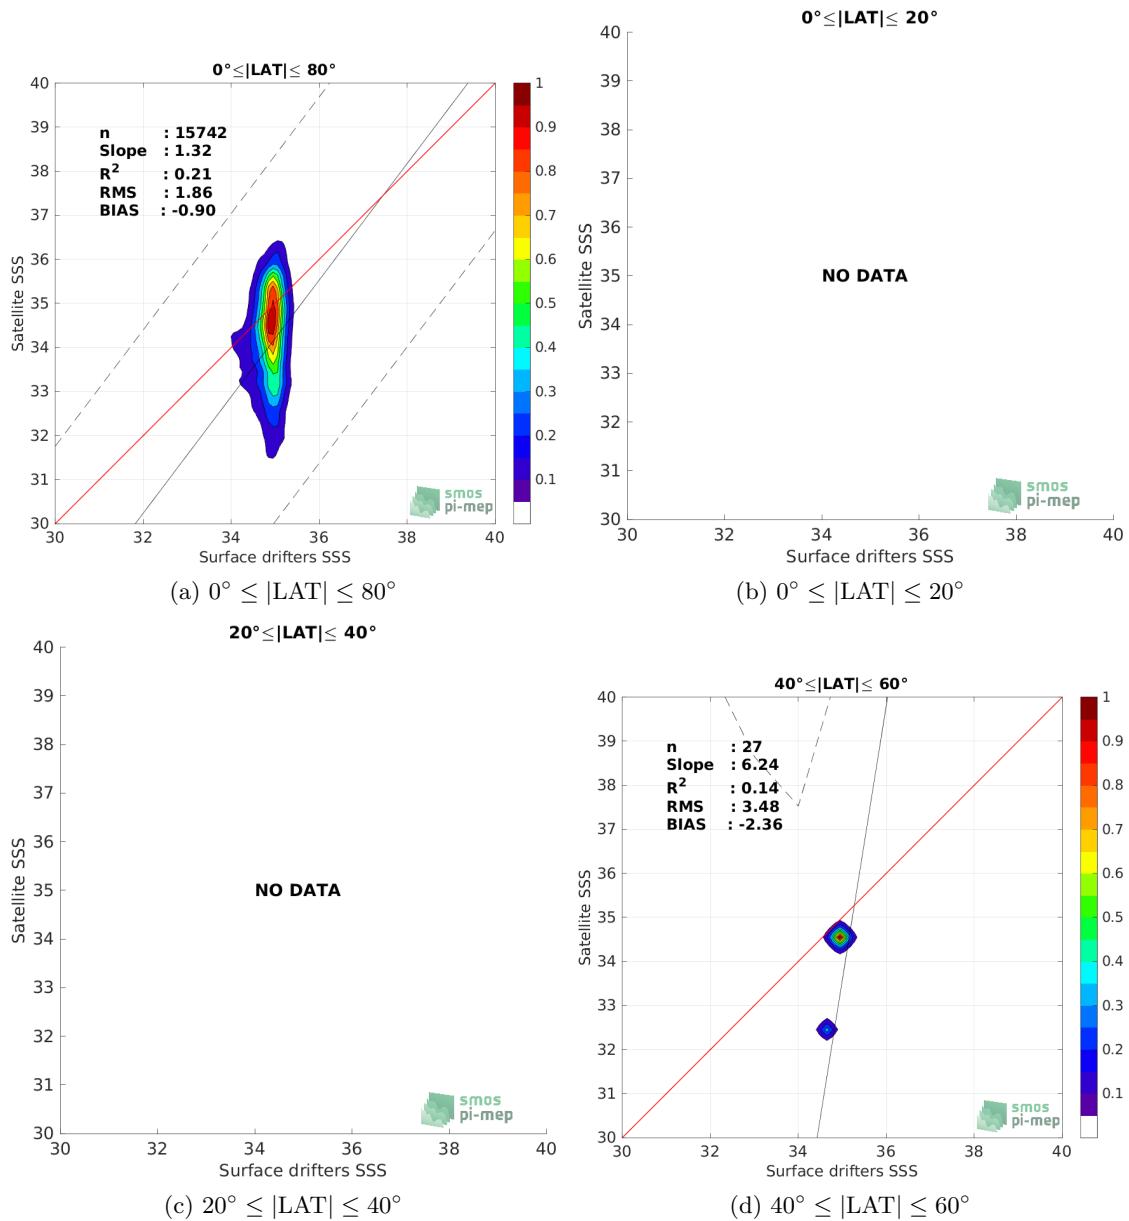 0°≤|LAT|≤ 80°
40
39
38
37
36
35
34
33
32
31
30
30
32
34
36
38
40
Satellite SSS
Surface drifters SSS
n : 15742
Slope : 1.32
R² : 0.21
RMS : 1.86
BIAS : -0.90
1
0.9
0.8
0.7
0.6
0.5
0.4
0.3
0.2
0.1
smos
pi-mep
(a) 0° ≤ |LAT| ≤ 80°
0°≤|LAT|≤ 20°
40
39
38
37
36
35
34
33
32
31
30
30
32
34
36
38
40
Satellite SSS
Surface drifters SSS
NO DATA
smos
pi-mep
(b) 0° ≤ |LAT| ≤ 20°
20°≤|LAT|≤ 40°
40
39
38
37
36
35
34
33
32
31
30
30
32
34
36
38
40
Satellite SSS
Surface drifters SSS
NO DATA
smos
pi-mep
(c) 20° ≤ |LAT| ≤ 40°
40°≤|LAT|≤ 60°
40
39
38
37
36
35
34
33
32
31
30
30
32
34
36
38
40
Satellite SSS
Surface drifters SSS
n : 27
Slope : 6.24
R² : 0.14
RMS : 3.48
BIAS : -2.36
1
0.9
0.8
0.7
0.6
0.5
0.4
0.3
0.2
0.1
smos
pi-mep
(d) 40° ≤ |LAT| ≤ 60°